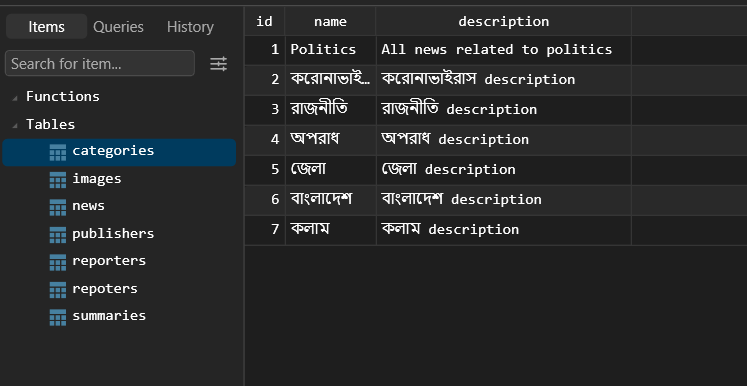 Items Queries History
Search for item...
Functions
Tables
categories
images
news
publishers
reporters
repoters
summaries
id name description
1 Politics All news related to politics
2 করোনাভাই… করোনাভাইরাস description
3 রাজনীতি রাজনীতি description
4 অপরাধ অপরাধ description
5 জেলা জেলা description
6 বাংলাদেশ বাংলাদেশ description
7 কলাম কলাম description